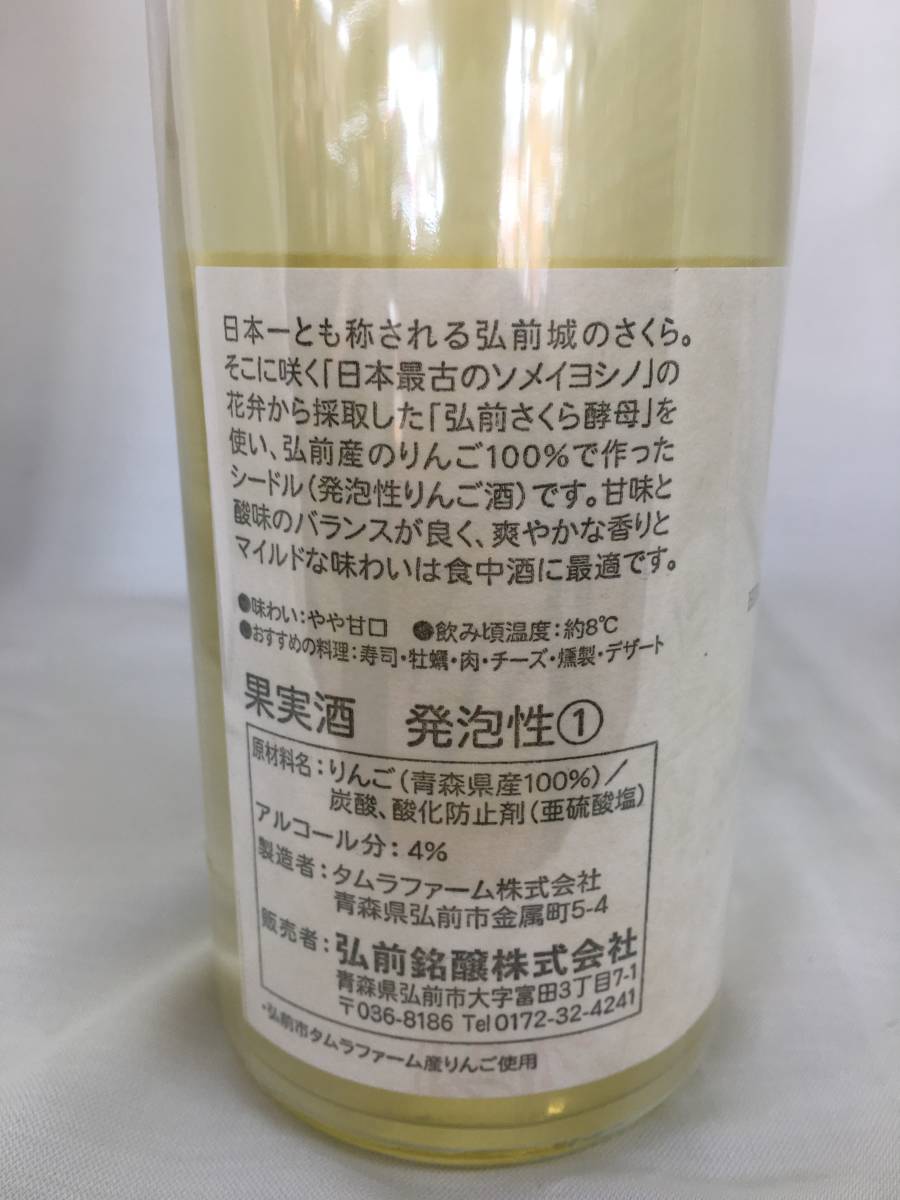 日本一とも称される弘前城のさくら。
そこに咲く「日本最古のソメイヨシノ」の
花弁から採取した「弘前さくら酵母」を
使い、弘前産のりんご100%で作った
シードル(発泡性りんご酒)です。甘味と
酸味のバランスが良く、爽やかな香りと
マイルドな味わいは食中酒に最適です。
●味わい:やや甘口 ●飲み頃温度:約8℃
●おすすめの料理:寿司・牡蠣・肉・チーズ・燻製・デザート
果実酒 発泡性①
原材料名:りんご(青森県産100%)/
炭酸、酸化防止剤(亜硫酸塩)
アルコール分:4%
製造者:タムラファーム株式会社
青森県弘前市金属町5-4
販売者:弘前銘醸株式会社
青森県弘前市大字富田3丁目7-1
〒036-8186 Tel 0172-32-4241
・弘前市タムラファーム産りんご使用